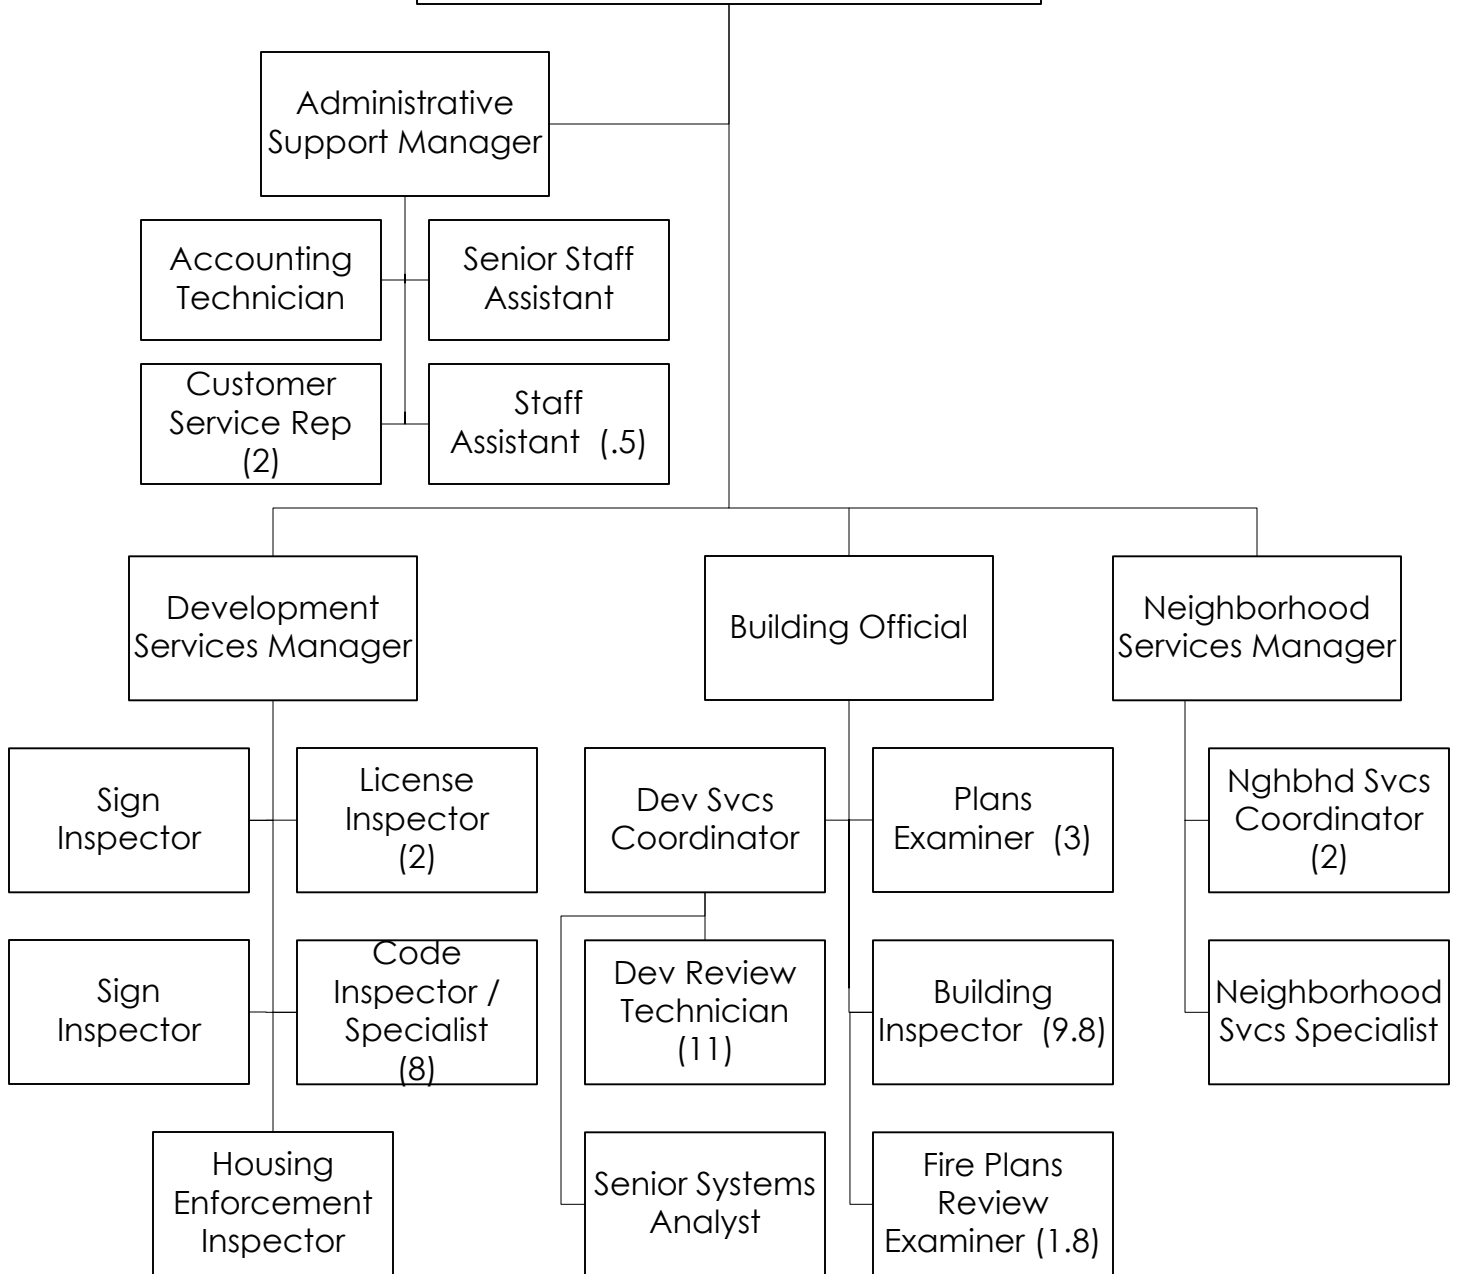 Administrative
Support Manager
Accounting
Technician
Senior Staff
Assistant
Customer
Service Rep
(2)
Staff
Assistant (.5)
Development
Services Manager
Building Official
Neighborhood
Services Manager
Sign
Inspector
License
Inspector
(2)
Dev Svcs
Coordinator
Plans
Examiner (3)
Nghbhd Svcs
Coordinator
(2)
Sign
Inspector
Code
Inspector /
Specialist
(8)
Dev Review
Technician
(11)
Building
Inspector (9.8)
Neighborhood
Svcs Specialist
Housing
Enforcement
Inspector
Senior Systems
Analyst
Fire Plans
Review
Examiner (1.8)